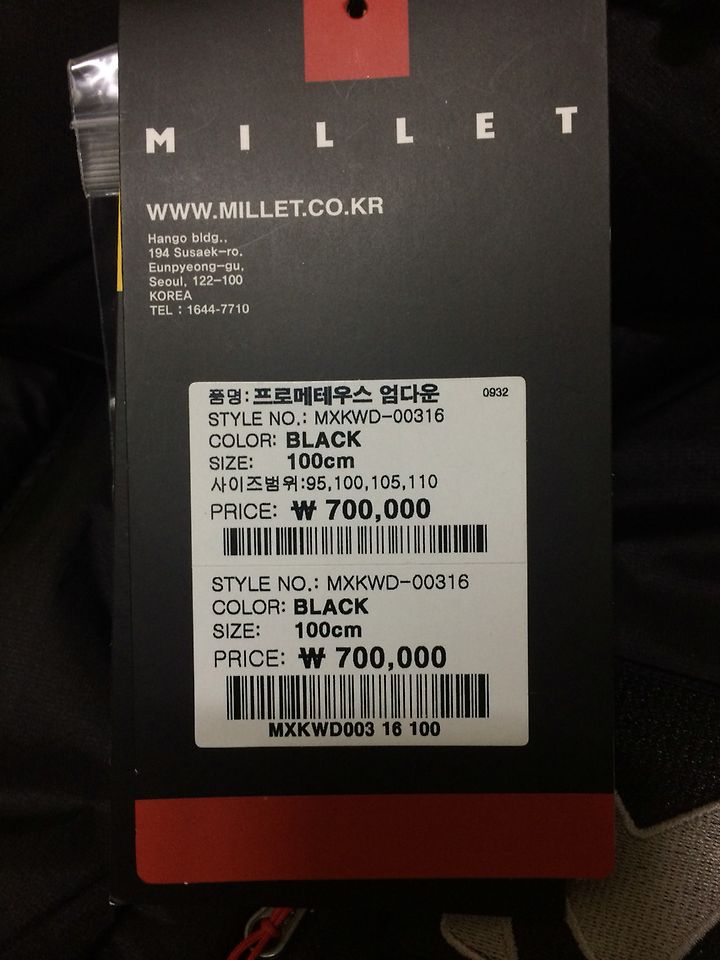 MILLET
WWW.MILLET.CO.KR
Hango bldg.,
194 Susaek-ro,
Eunpyeong-gu,
Seoul, 122-100
KOREA
TEL : 1644-7710
품명:프로메테우스 엄다운 0932
STYLE NO.: MXKWD-00316
COLOR: BLACK
SIZE: 100cm
사이즈범위:95,100,105,110
PRICE: ₩ 700,000
STYLE NO.: MXKWD-00316
COLOR: BLACK
SIZE: 100cm
PRICE: ₩ 700,000
MXKWD003 16 100